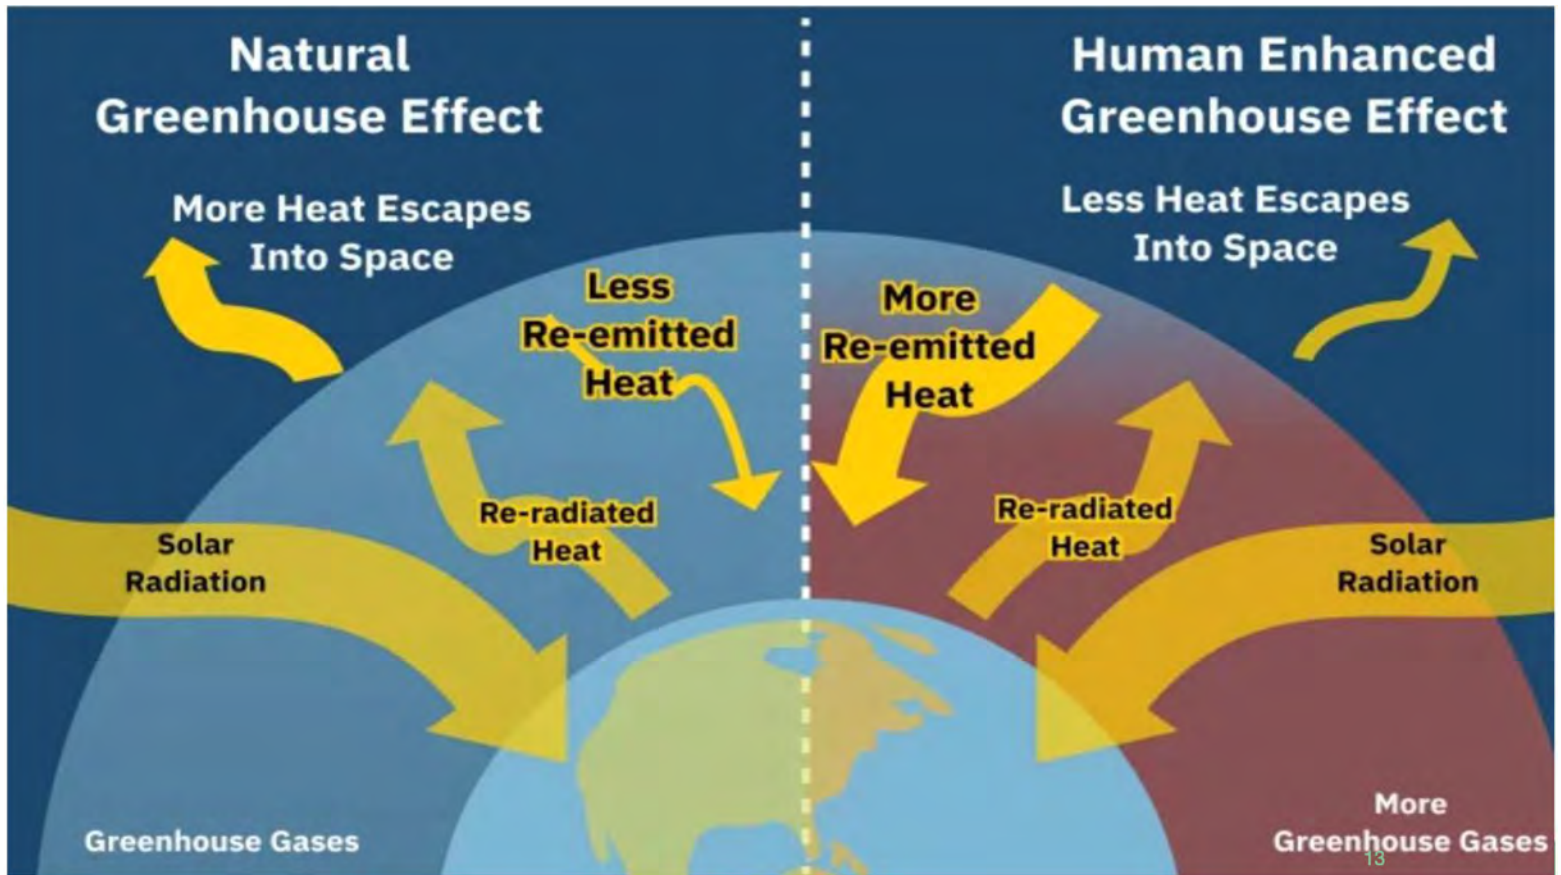 Natural
Greenhouse Effect
More Heat Escapes
Into Space
Less
Re-emitted
Heat
Re-radiated
Heat
Solar
Radiation
Greenhouse Gases
Human Enhanced
Greenhouse Effect
Less Heat Escapes
Into Space
More
Re-emitted
Heat
Re-radiated
Heat
Solar
Radiation
More
Greenhouse Gases
13